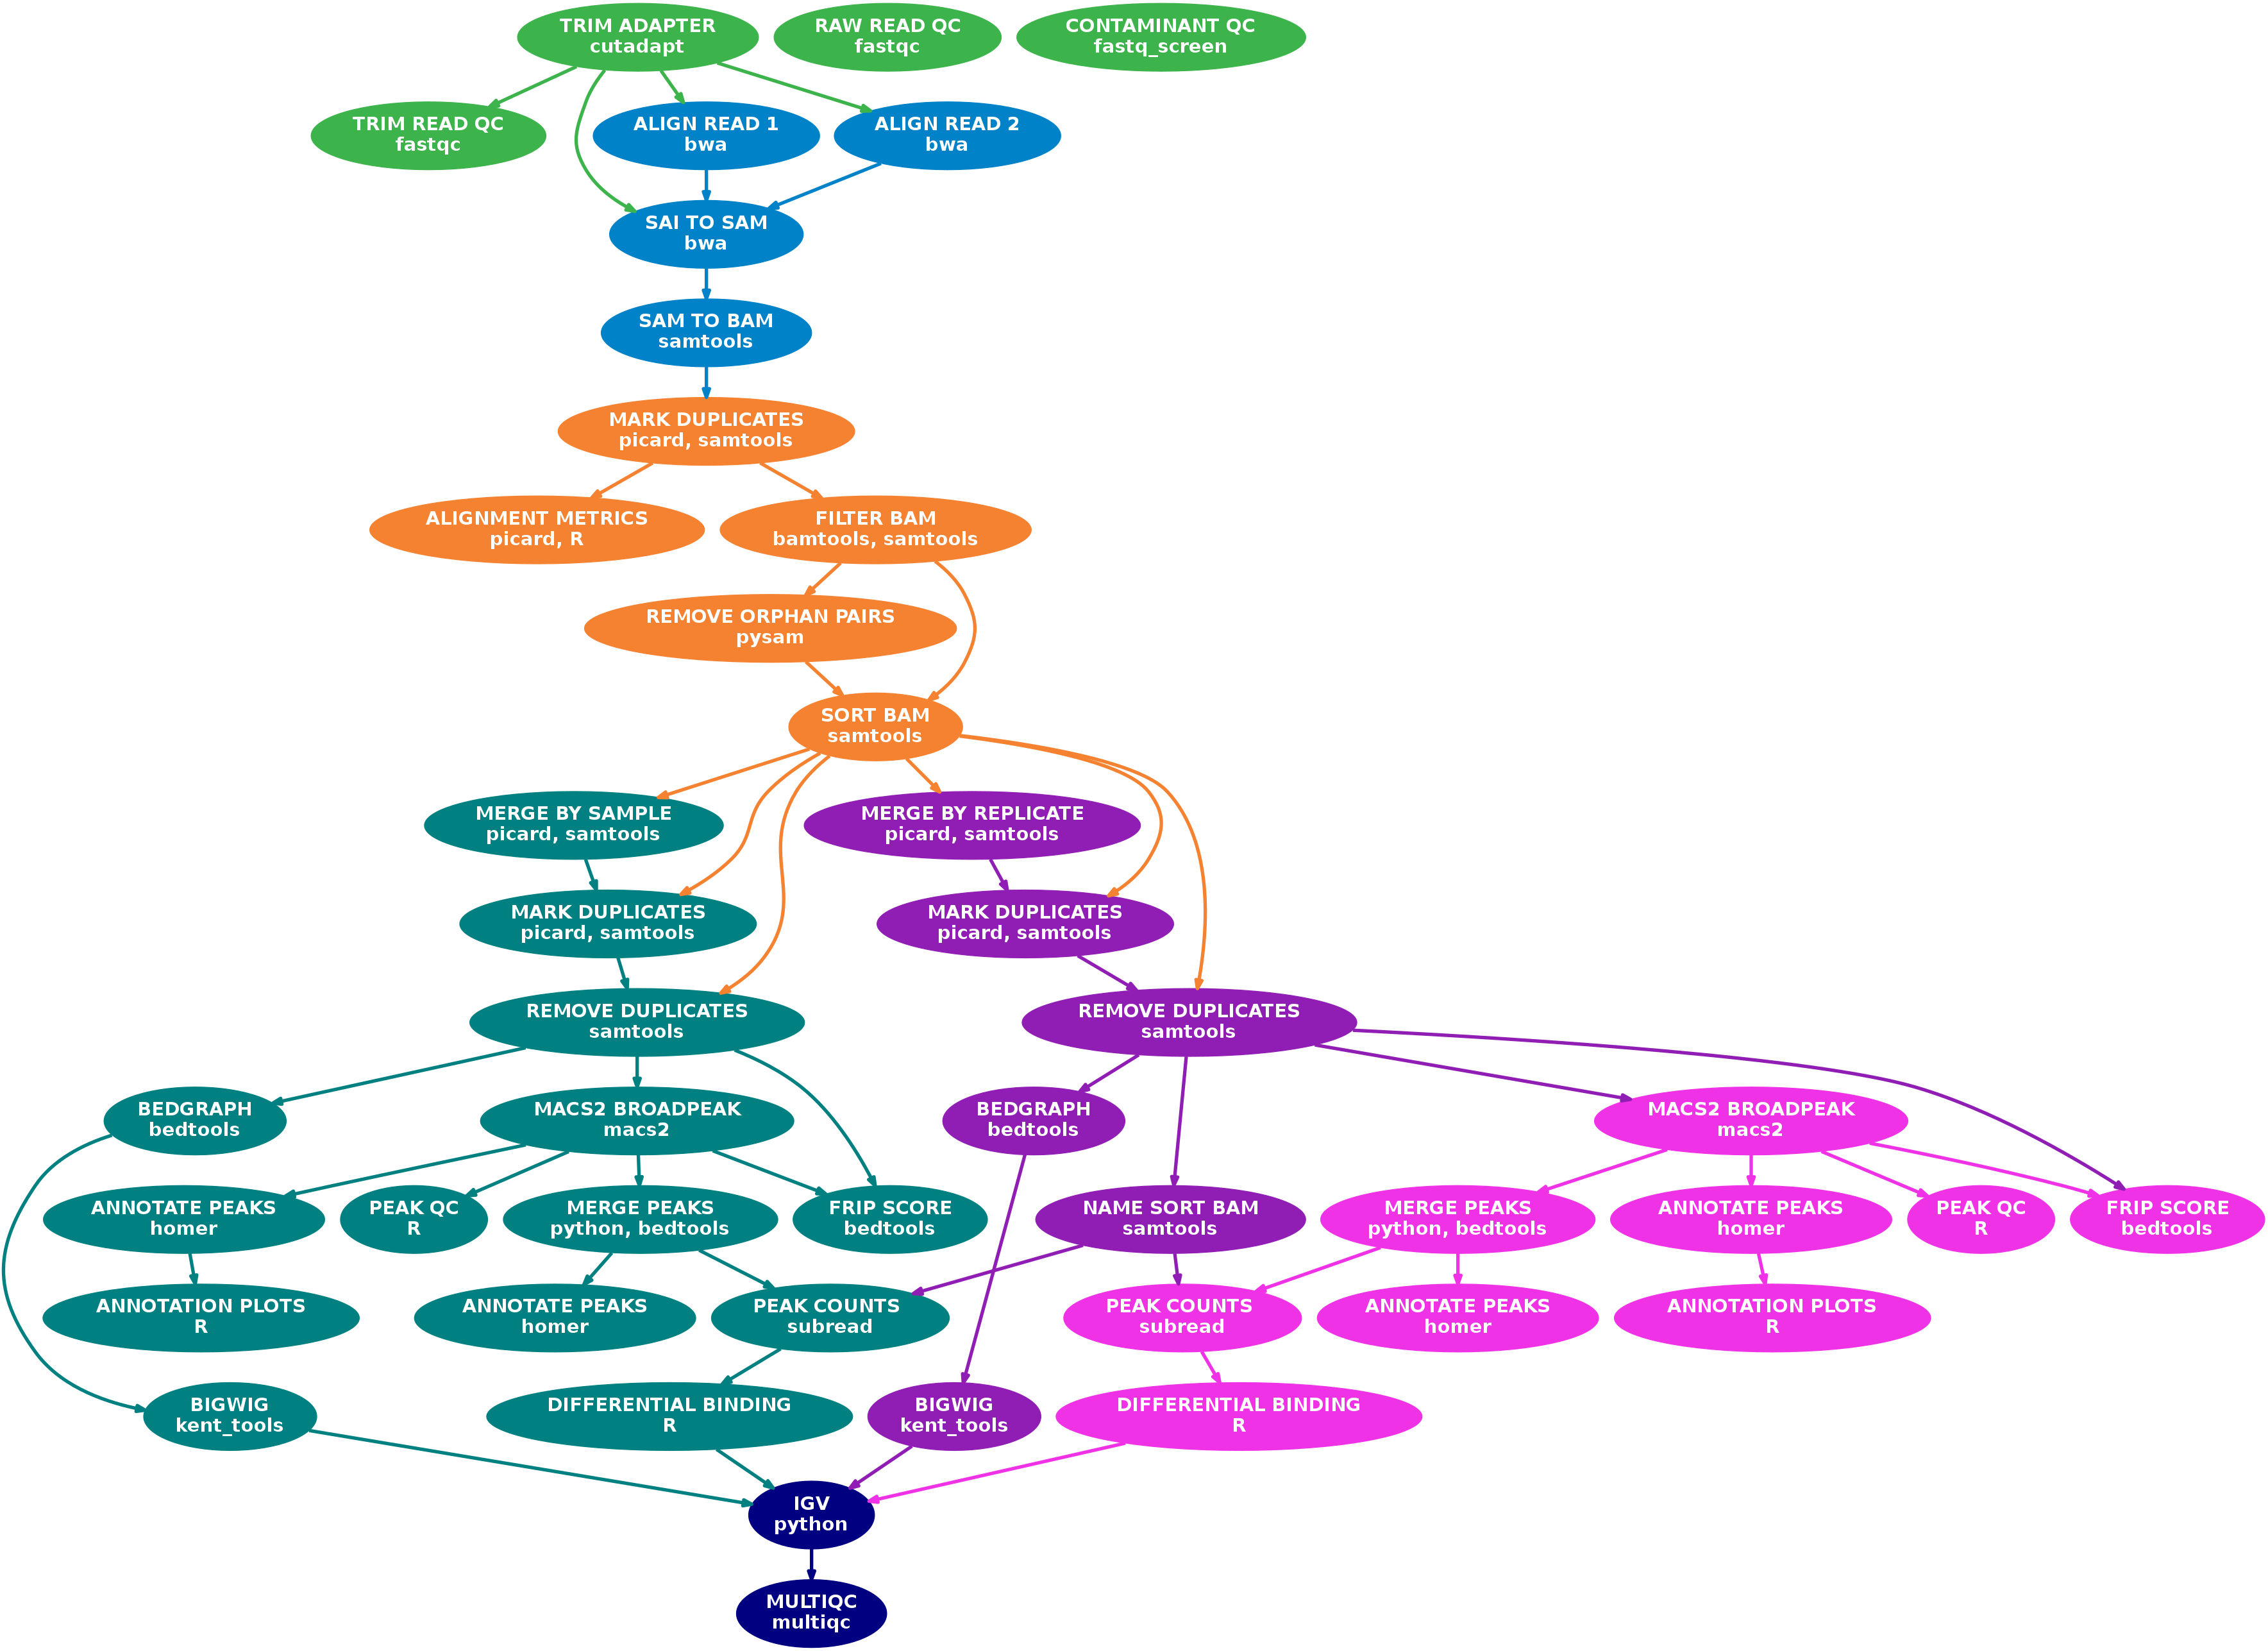 TRIM ADAPTER
cutadapt
RAW READ QC
fastqc
CONTAMINANT QC
fastq_screen
TRIM READ QC
fastqc
ALIGN READ 1
bwa
ALIGN READ 2
bwa
SAI TO SAM
bwa
SAM TO BAM
samtools
MARK DUPLICATES
picard, samtools
ALIGNMENT METRICS
picard, R
FILTER BAM
bamtools, samtools
REMOVE ORPHAN PAIRS
pysam
SORT BAM
samtools
MERGE BY SAMPLE
picard, samtools
MERGE BY REPLICATE
picard, samtools
MARK DUPLICATES
picard, samtools
MARK DUPLICATES
picard, samtools
REMOVE DUPLICATES
samtools
REMOVE DUPLICATES
samtools
BEDGRAPH
bedtools
MACS2 BROADPEAK
macs2
BEDGRAPH
bedtools
MACS2 BROADPEAK
macs2
ANNOTATE PEAKS
homer
PEAK QC
R
MERGE PEAKS
python, bedtools
FRIP SCORE
bedtools
NAME SORT BAM
samtools
MERGE PEAKS
python, bedtools
ANNOTATE PEAKS
homer
PEAK QC
R
FRIP SCORE
bedtools
ANNOTATION PLOTS
R
ANNOTATE PEAKS
homer
PEAK COUNTS
subread
PEAK COUNTS
subread
ANNOTATE PEAKS
homer
ANNOTATION PLOTS
R
BIGWIG
kent_tools
DIFFERENTIAL BINDING
R
BIGWIG
kent_tools
DIFFERENTIAL BINDING
R
IGV
python
MULTIQC
multiqc